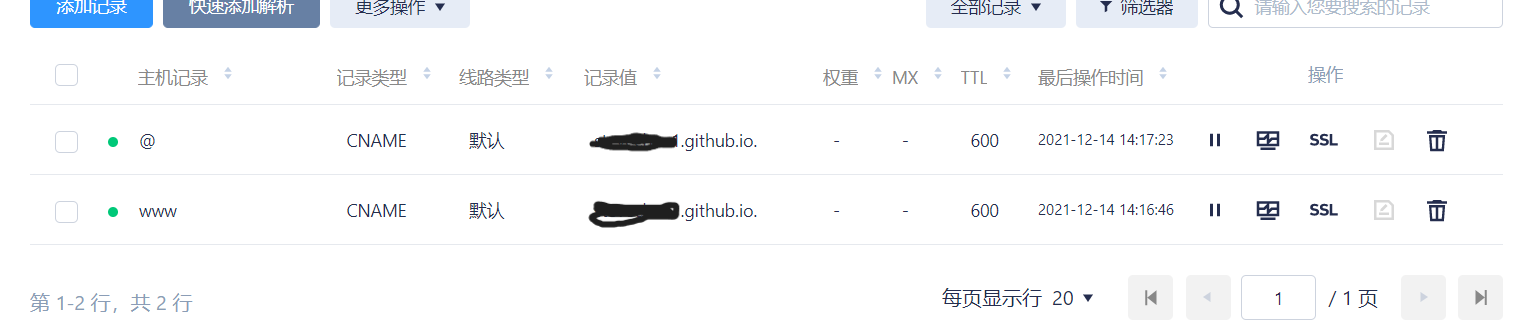 添加记录 快速添加解析 更多操作 全部记录 筛选器 请输入您要搜索的记录
主机记录 记录类型 线路类型 记录值 权重 MX TTL 最后操作时间 操作
@ CNAME 默认 .github.io. - - 600 2021-12-14 14:17:23 SSL
www CNAME 默认 .github.io. - - 600 2021-12-14 14:16:46 SSL
第 1-2 行，共 2 行 每页显示行 20 1 / 1 页